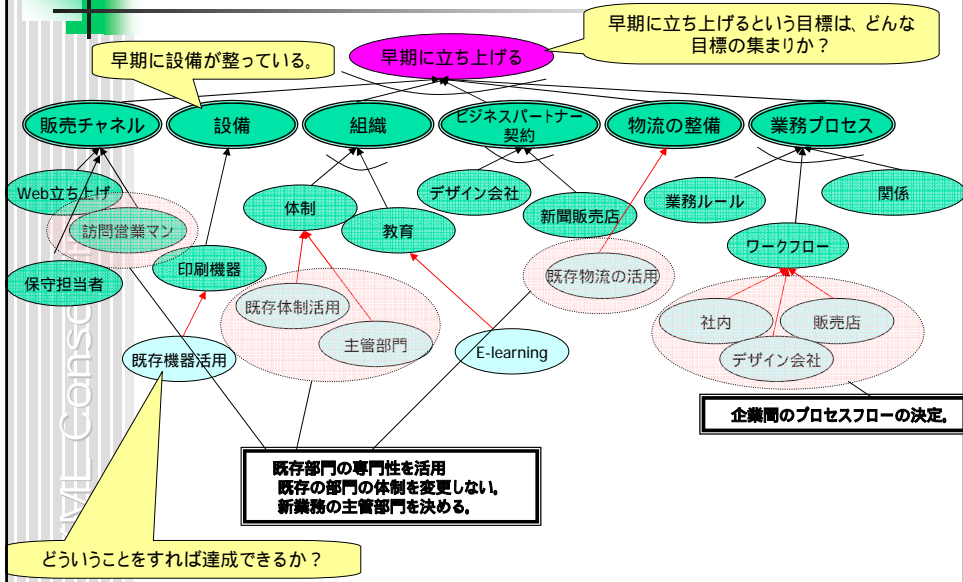 早期に立ち上げるという目標は、どんな
目標の集まりか？
早期に設備が整っている。
早期に立ち上げる
販売チャネル
設備
組織
ビジネスパートナー
契約
物流の整備
業務プロセス
Web立ち上げ
訪問営業マン
保守担当者
印刷機器
体制
教育
デザイン会社
新聞販売店
業務ルール
関係
ワークフロー
既存機器活用
既存体制活用
主管部門
E-learning
既存物流の活用
社内
販売店
デザイン会社
企業間のプロセスフローの決定。
既存部門の専門性を活用
既存の部門の体制を変更しない。
新業務の主管部門を決める。
どういうことをすれば達成できるか？